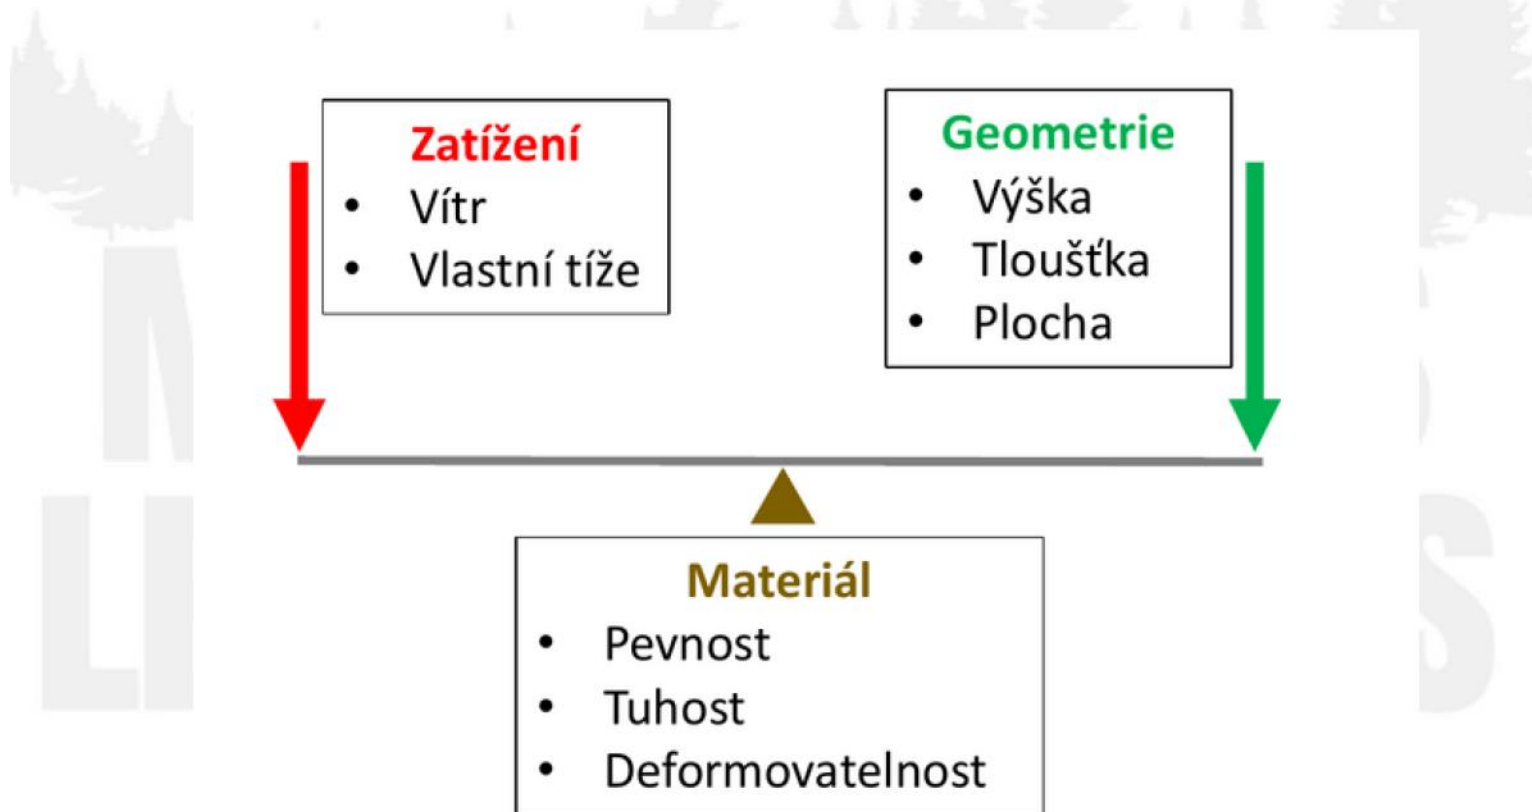 Zatížení
• Vítr
• Vlastní tíže
Geometrie
• Výška
• Tloušťka
• Plocha
Materiál
• Pevnost
• Tuhost
• Deformovatelnost